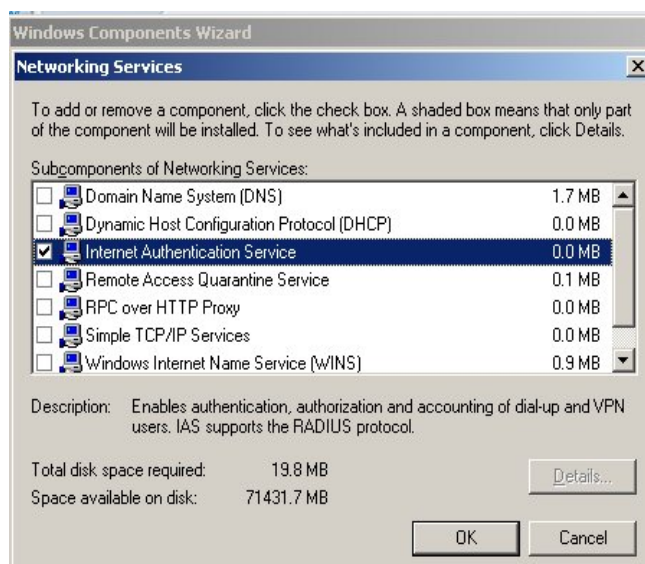 Windows Components Wizard
Networking Services
To add or remove a component, click the check box. A shaded box means that only part
of the component will be installed. To see what's included in a component, click Details.
Subcomponents of Networking Services:
Domain Name System (DNS) 1.7 MB
Dynamic Host Configuration Protocol (DHCP) 0.0 MB
Internet Authentication Service 0.0 MB
Remote Access Quarantine Service 0.1 MB
RPC over HTTP Proxy 0.0 MB
Simple TCP/IP Services 0.0 MB
Windows Internet Name Service (WINS) 0.9 MB
Description: Enables authentication, authorization and accounting of dial-up and VPN
users. IAS supports the RADIUS protocol.
Total disk space required: 19.8 MB
Space available on disk: 71431.7 MB
Details...
OK Cancel